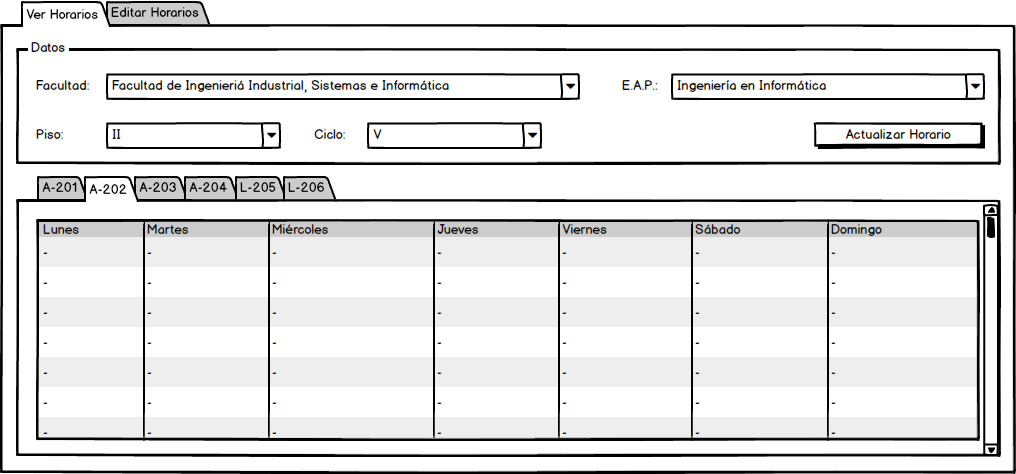 Ver Horarios Editar Horarios
Datos
Facultad: Facultad de Ingenieriá Industrial, Sistemas e Informática E.A.P.: Ingeniería en Informática
Piso: II Ciclo: V Actualizar Horario
A-201 A-202 A-203 A-204 L-205 L-206
Lunes Martes Miércoles Jueves Viernes Sábado Domingo
- - - - - - -
- - - - - - -
- - - - - - -
- - - - - - -
- - - - - - -
- - - - - - -
- - - - - - -